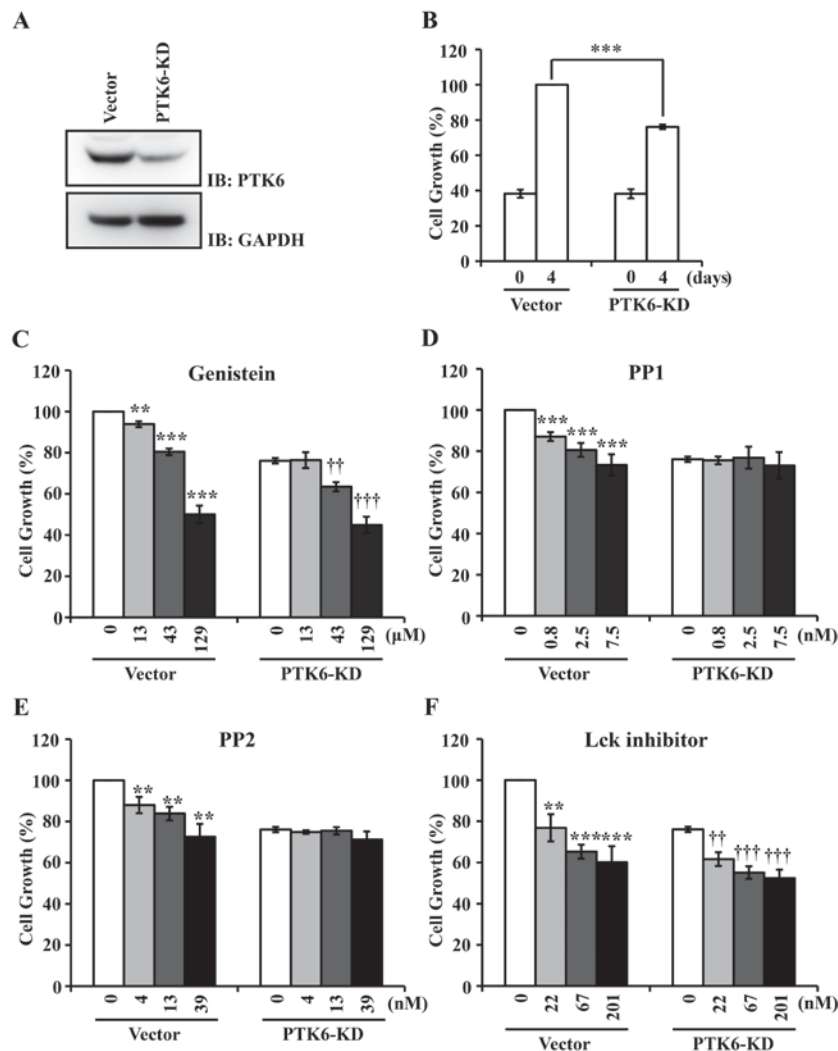 A
Vector
PTK6-KD
IB: PTK6
IB: GAPDH
B
Cell Growth (%)
120
100
80
60
40
20
0
***
0 4 0 4 (days)
Vector PTK6-KD
C
Genistein
Cell Growth (%)
120
100
80
60
40
20
0
** *** *** †† †††
0 13 43 129 0 13 43 129 (μM)
Vector PTK6-KD
D
PP1
Cell Growth (%)
120
100
80
60
40
20
0
*** *** ***
0 0.8 2.5 7.5 0 0.8 2.5 7.5 (nM)
Vector PTK6-KD
E
PP2
Cell Growth (%)
120
100
80
60
40
20
0
** ** **
0 4 13 39 0 4 13 39 (nM)
Vector PTK6-KD
F
Lck inhibitor
Cell Growth (%)
120
100
80
60
40
20
0
** ****** †† ††† †††
0 22 67 201 0 22 67 201 (nM)
Vector PTK6-KD